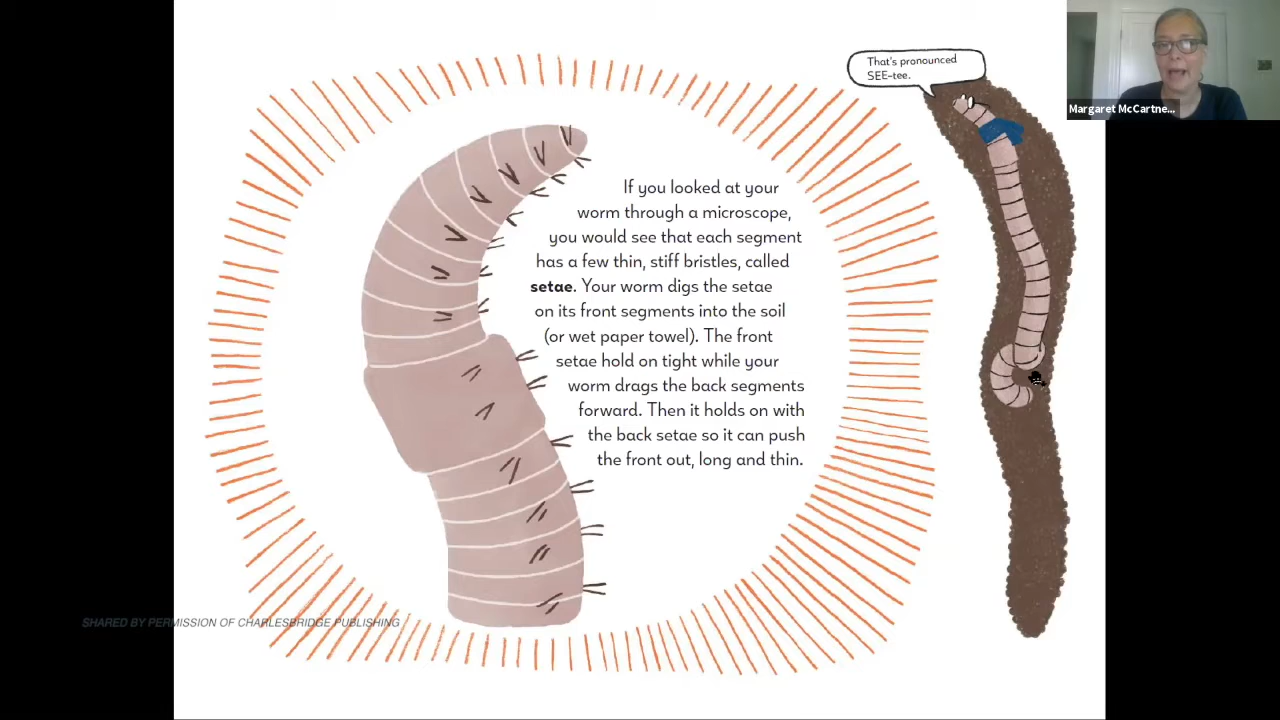 That's pronounced
SEE-tee.
Margaret McCartne...
If you looked at your
worm through a microscope,
you would see that each segment
has a few thin, stiff bristles, called
setae. Your worm digs the setae
on its front segments into the soil
(or wet paper towel). The front
setae hold on tight while your
worm drags the back segments
forward. Then it holds on with
the back setae so it can push
the front out, long and thin.
SHARED BY PERMISSION OF CHARLESBRIDGE PUBLISHING